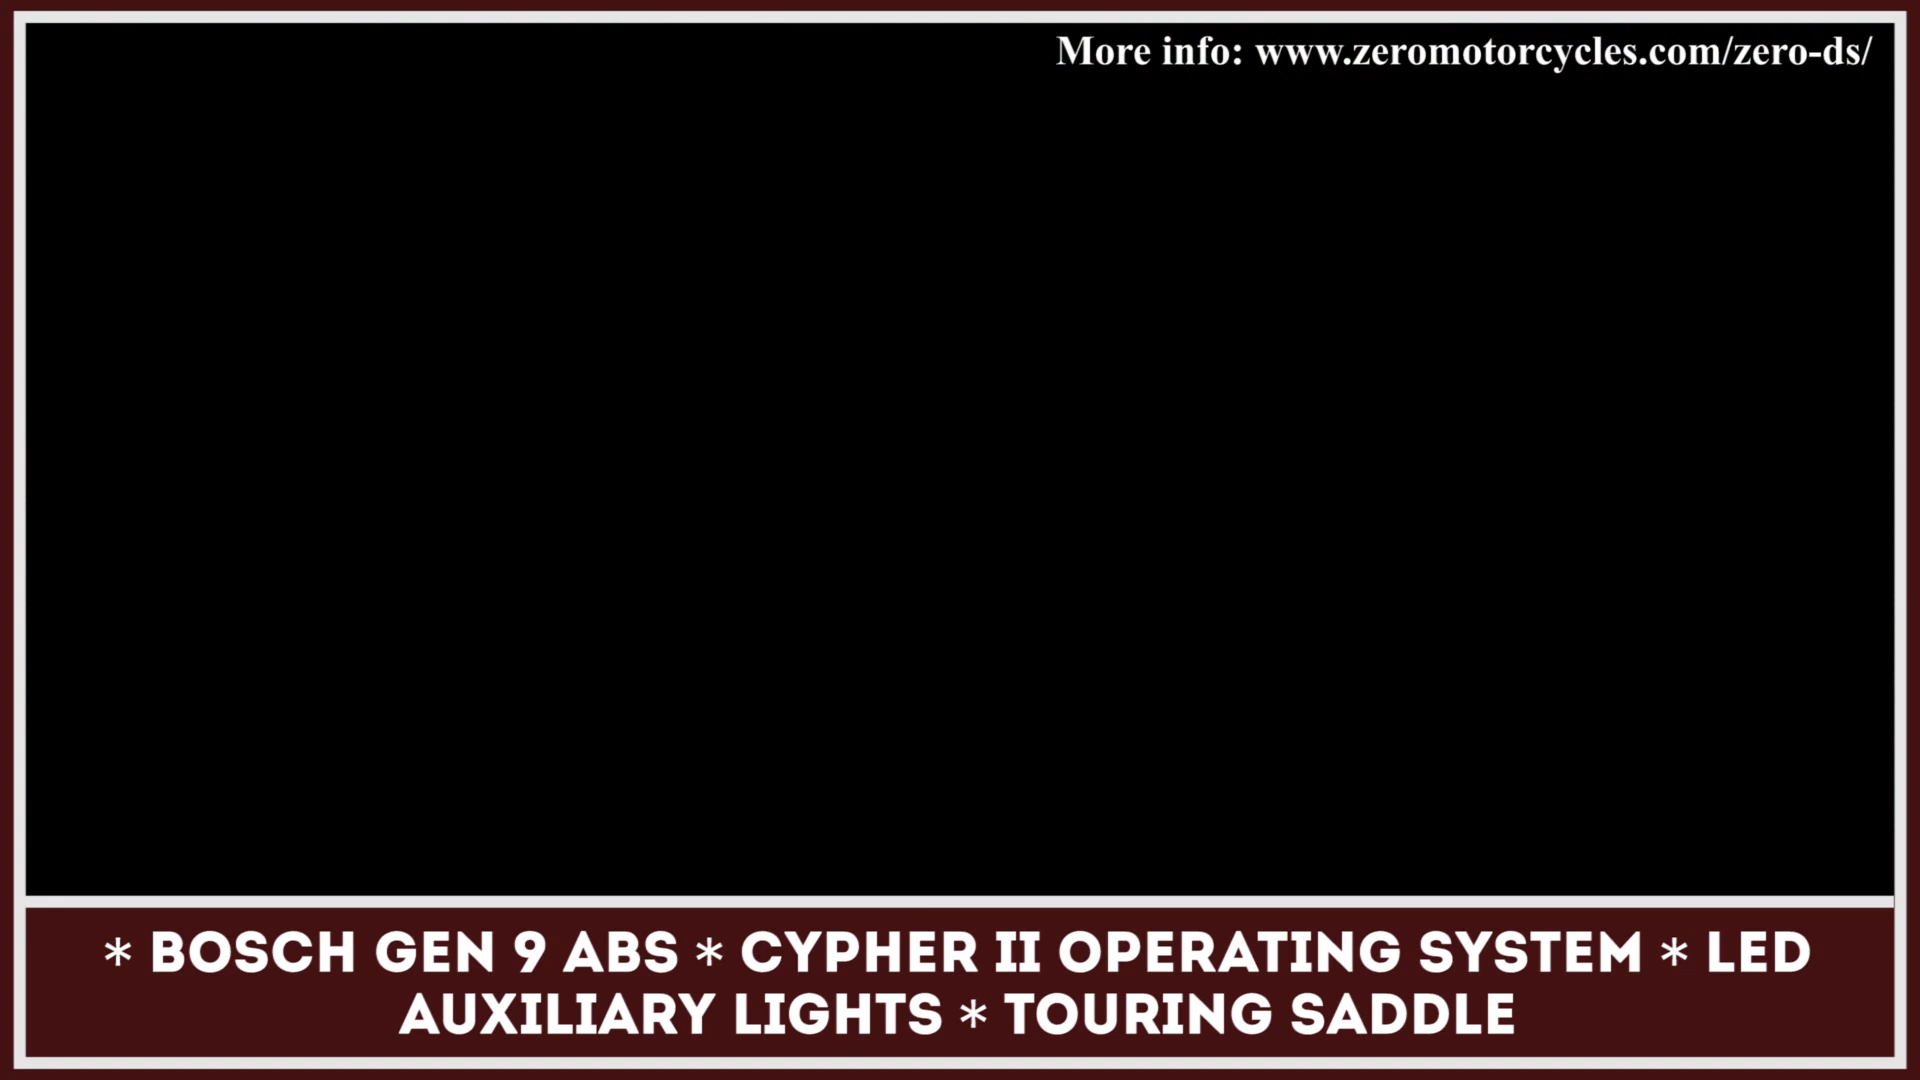 More info: www.zeromotorcycles.com/zero-ds/
* BOSCH GEN 9 ABS * CYPHER II OPERATING SYSTEM * LED
AUXILIARY LIGHTS * TOURING SADDLE